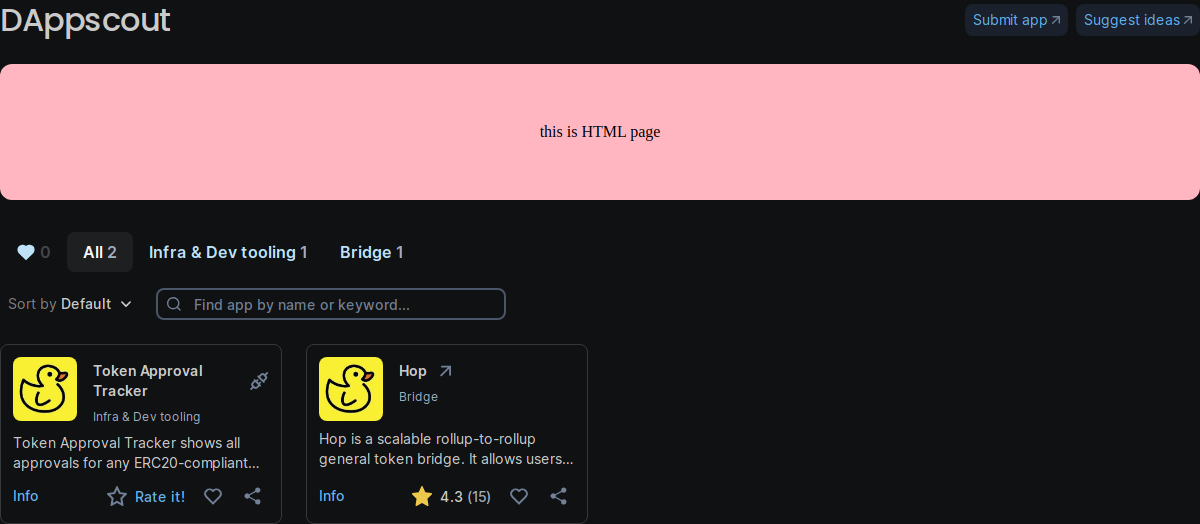 DAppscout
Submit app
Suggest ideas
this is HTML page
0
All 2
Infra & Dev tooling 1
Bridge 1
Sort by Default
Find app by name or keyword...
Token Approval
Tracker
Infra & Dev tooling
Token Approval Tracker shows all
approvals for any ERC20-compliant...
Info
Rate it!
Hop
Bridge
Hop is a scalable rollup-to-rollup
general token bridge. It allows users...
Info
4.3 (15)